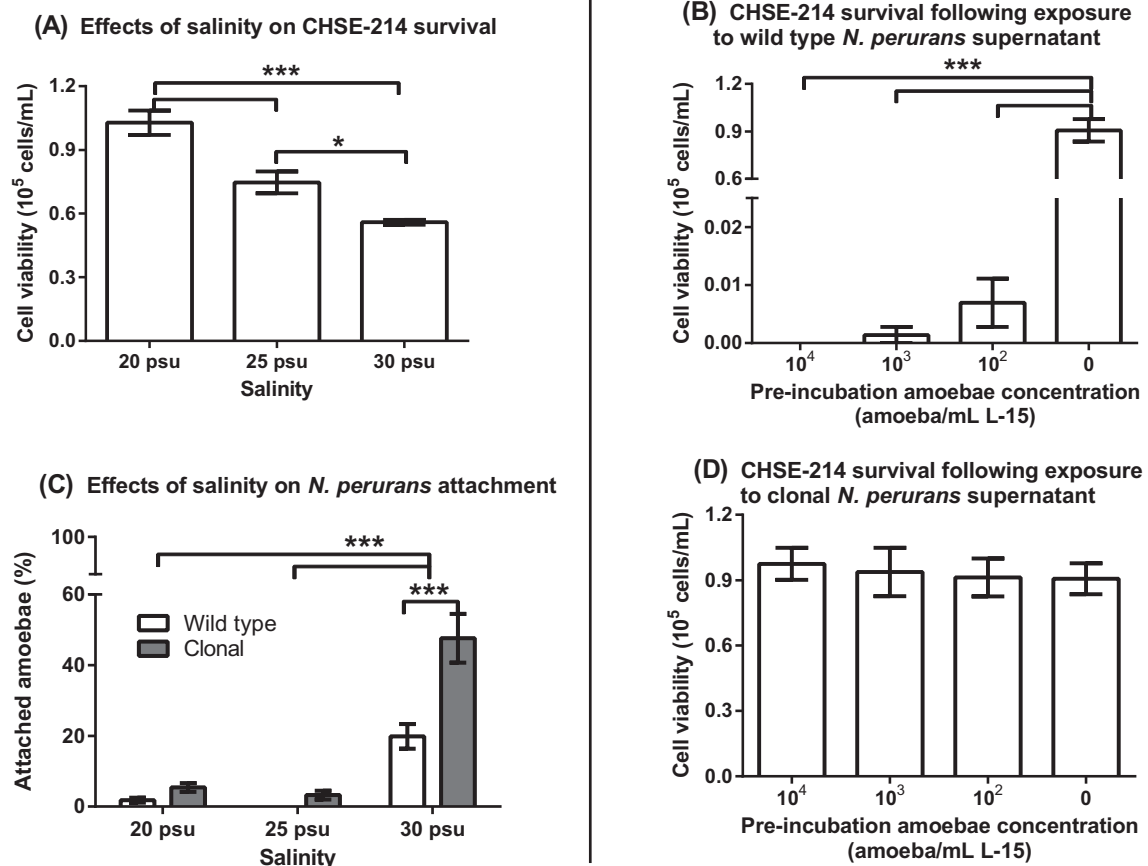 (A) Effects of salinity on CHSE-214 survival
Cell viability (10⁵ cells/mL)
1.2
0.9
0.6
0.3
0.0
***
*
20 psu 25 psu 30 psu
Salinity
(B) CHSE-214 survival following exposure
to wild type N. perurans supernatant
Cell viability (10⁵ cells/mL)
1.2
0.9
0.6
0.02
0.01
0.00
***
10⁴ 10³ 10² 0
Pre-incubation amoebae concentration
(amoeba/mL L-15)
(C) Effects of salinity on N. perurans attachment
Attached amoebae (%)
100
60
40
20
0
***
***
Wild type
Clonal
20 psu 25 psu 30 psu
Salinity
(D) CHSE-214 survival following exposure
to clonal N. perurans supernatant
Cell viability (10⁵ cells/mL)
1.2
0.9
0.6
0.3
0.0
10⁴ 10³ 10² 0
Pre-incubation amoebae concentration
(amoeba/mL L-15)